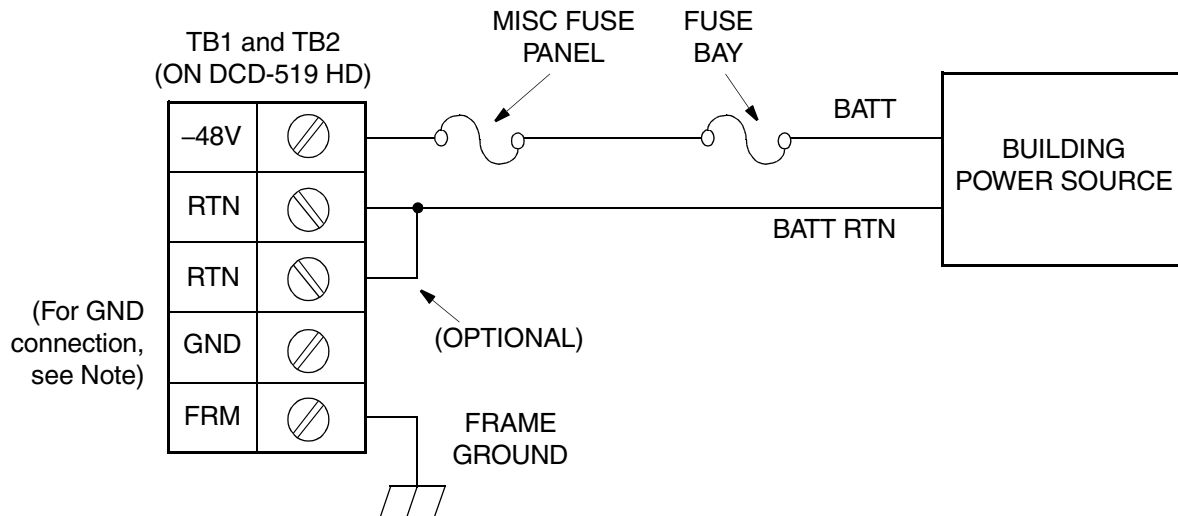 MISC FUSE
PANEL
FUSE
BAY
TB1 and TB2
(ON DCD-519 HD)
–48V
BATT
BUILDING
POWER SOURCE
RTN
BATT RTN
RTN
(For GND
connection,
see Note)
GND
(OPTIONAL)
FRM
FRAME
GROUND